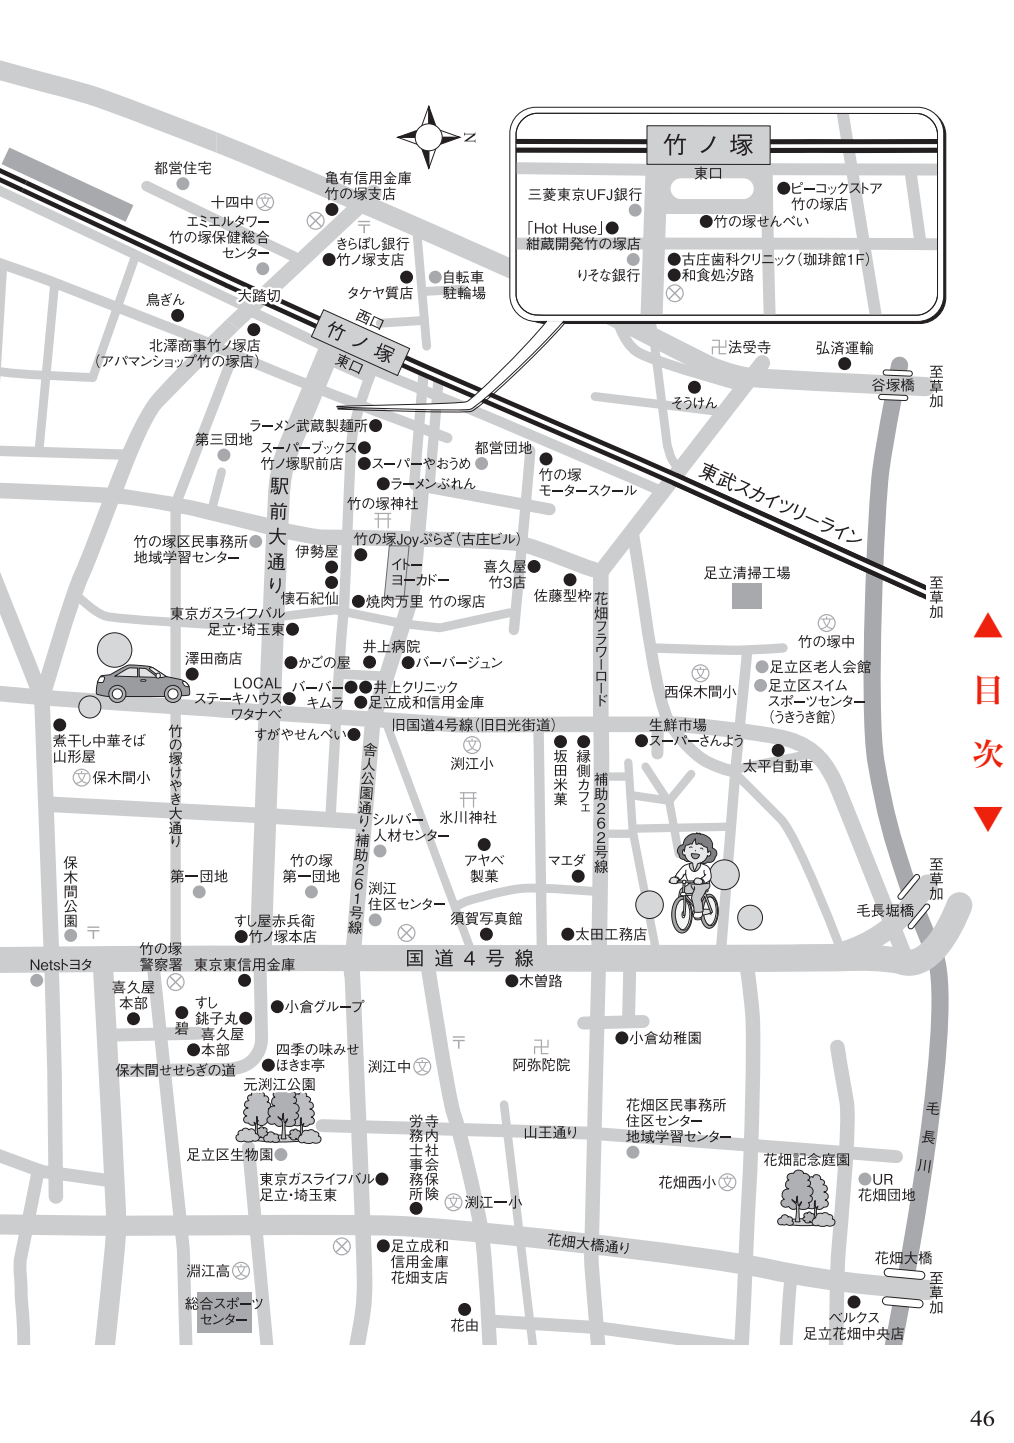 N
都営住宅
十四中
文
エミエルタワー
竹の塚保健総合
センター
亀有信用金庫
竹の塚支店
〒
きらぼし銀行
竹ノ塚支店
タケヤ質店
自転車
駐輪場
大踏切
鳥ぎん
北澤商事竹ノ塚店
（アパマンショップ竹の塚店）
西口
竹ノ塚
東口
竹ノ塚
東口
三菱東京UFJ銀行
ピーコックストア
竹の塚店
竹の塚せんべい
「Hot Huse」
紺蔵開発竹の塚店
りそな銀行
古庄歯科クリニック（珈琲館1F）
和食処汐路
卍法受寺
弘済運輸
至草加
谷塚橋
そうけん
ラーメン武蔵製麺所
第三団地
スーパーブックス
竹ノ塚駅前店
スーパーやおうめ
都営団地
ラーメンぶれん
竹の塚
モータースクール
東武スカイツリーライン
竹の塚神社
駅前大通り
竹の塚Joyぷらざ（古庄ビル）
竹の塚区民事務所
地域学習センター
伊勢屋
イトー
ヨーカドー
喜久屋
竹3店
佐藤型枠
足立清掃工場
至草加
懐石紀仙
焼肉万里 竹の塚店
花畑フラワーロード
東京ガスライフバル
足立・埼玉東
文
竹の塚中
澤田商店
かごの屋
井上病院
バーバージュン
足立区老人会館
文
西保木間小
足立区スイム
スポーツセンター
（うきうき館）
LOCAL
ステーキハウス
ワタナベ
バーバー
キムラ
井上クリニック
足立成和信用金庫
旧国道4号線（旧日光街道）
生鮮市場
スーパーさんよう
すがやせんべい
煮干し中華そば
山形屋
文 保木間小
竹の塚けやき大通り
舎人公園通り・補助261号線
文
渕江小
坂田米菓
縁側カフェ
補助262号線
太平自動車
氷川神社
シルバー
人材センター
アヤベ
製菓
マエダ
保木間公園
〒
第一団地
竹の塚
第一団地
渕江
住区センター
至草加
毛長堀橋
すし屋赤兵衛
竹ノ塚本店
須賀写真館
太田工務店
国道4号線
Netsトヨタ
竹の塚
警察署
東京東信用金庫
木曽路
喜久屋
本部
碧
すし
銚子丸
小倉グループ
喜久屋
本部
四季の味みせ
ほきま亭
〒
卍
阿弥陀院
小倉幼稚園
保木間せせらぎの道
渕江中 文
元渕江公園
毛長川
労務士事務所
寺内社会保険
山王通り
花畑区民事務所
住区センター
地域学習センター
足立区生物園
花畑記念庭園
東京ガスライフバル
足立・埼玉東
文 渕江一小
花畑西小 文
UR
花畑団地
花畑大橋通り
足立成和
信用金庫
花畑支店
淵江高 文
花畑大橋
至草加
総合スポーツ
センター
花由
ベルクス
足立花畑中央店
▲
目次
▼
46